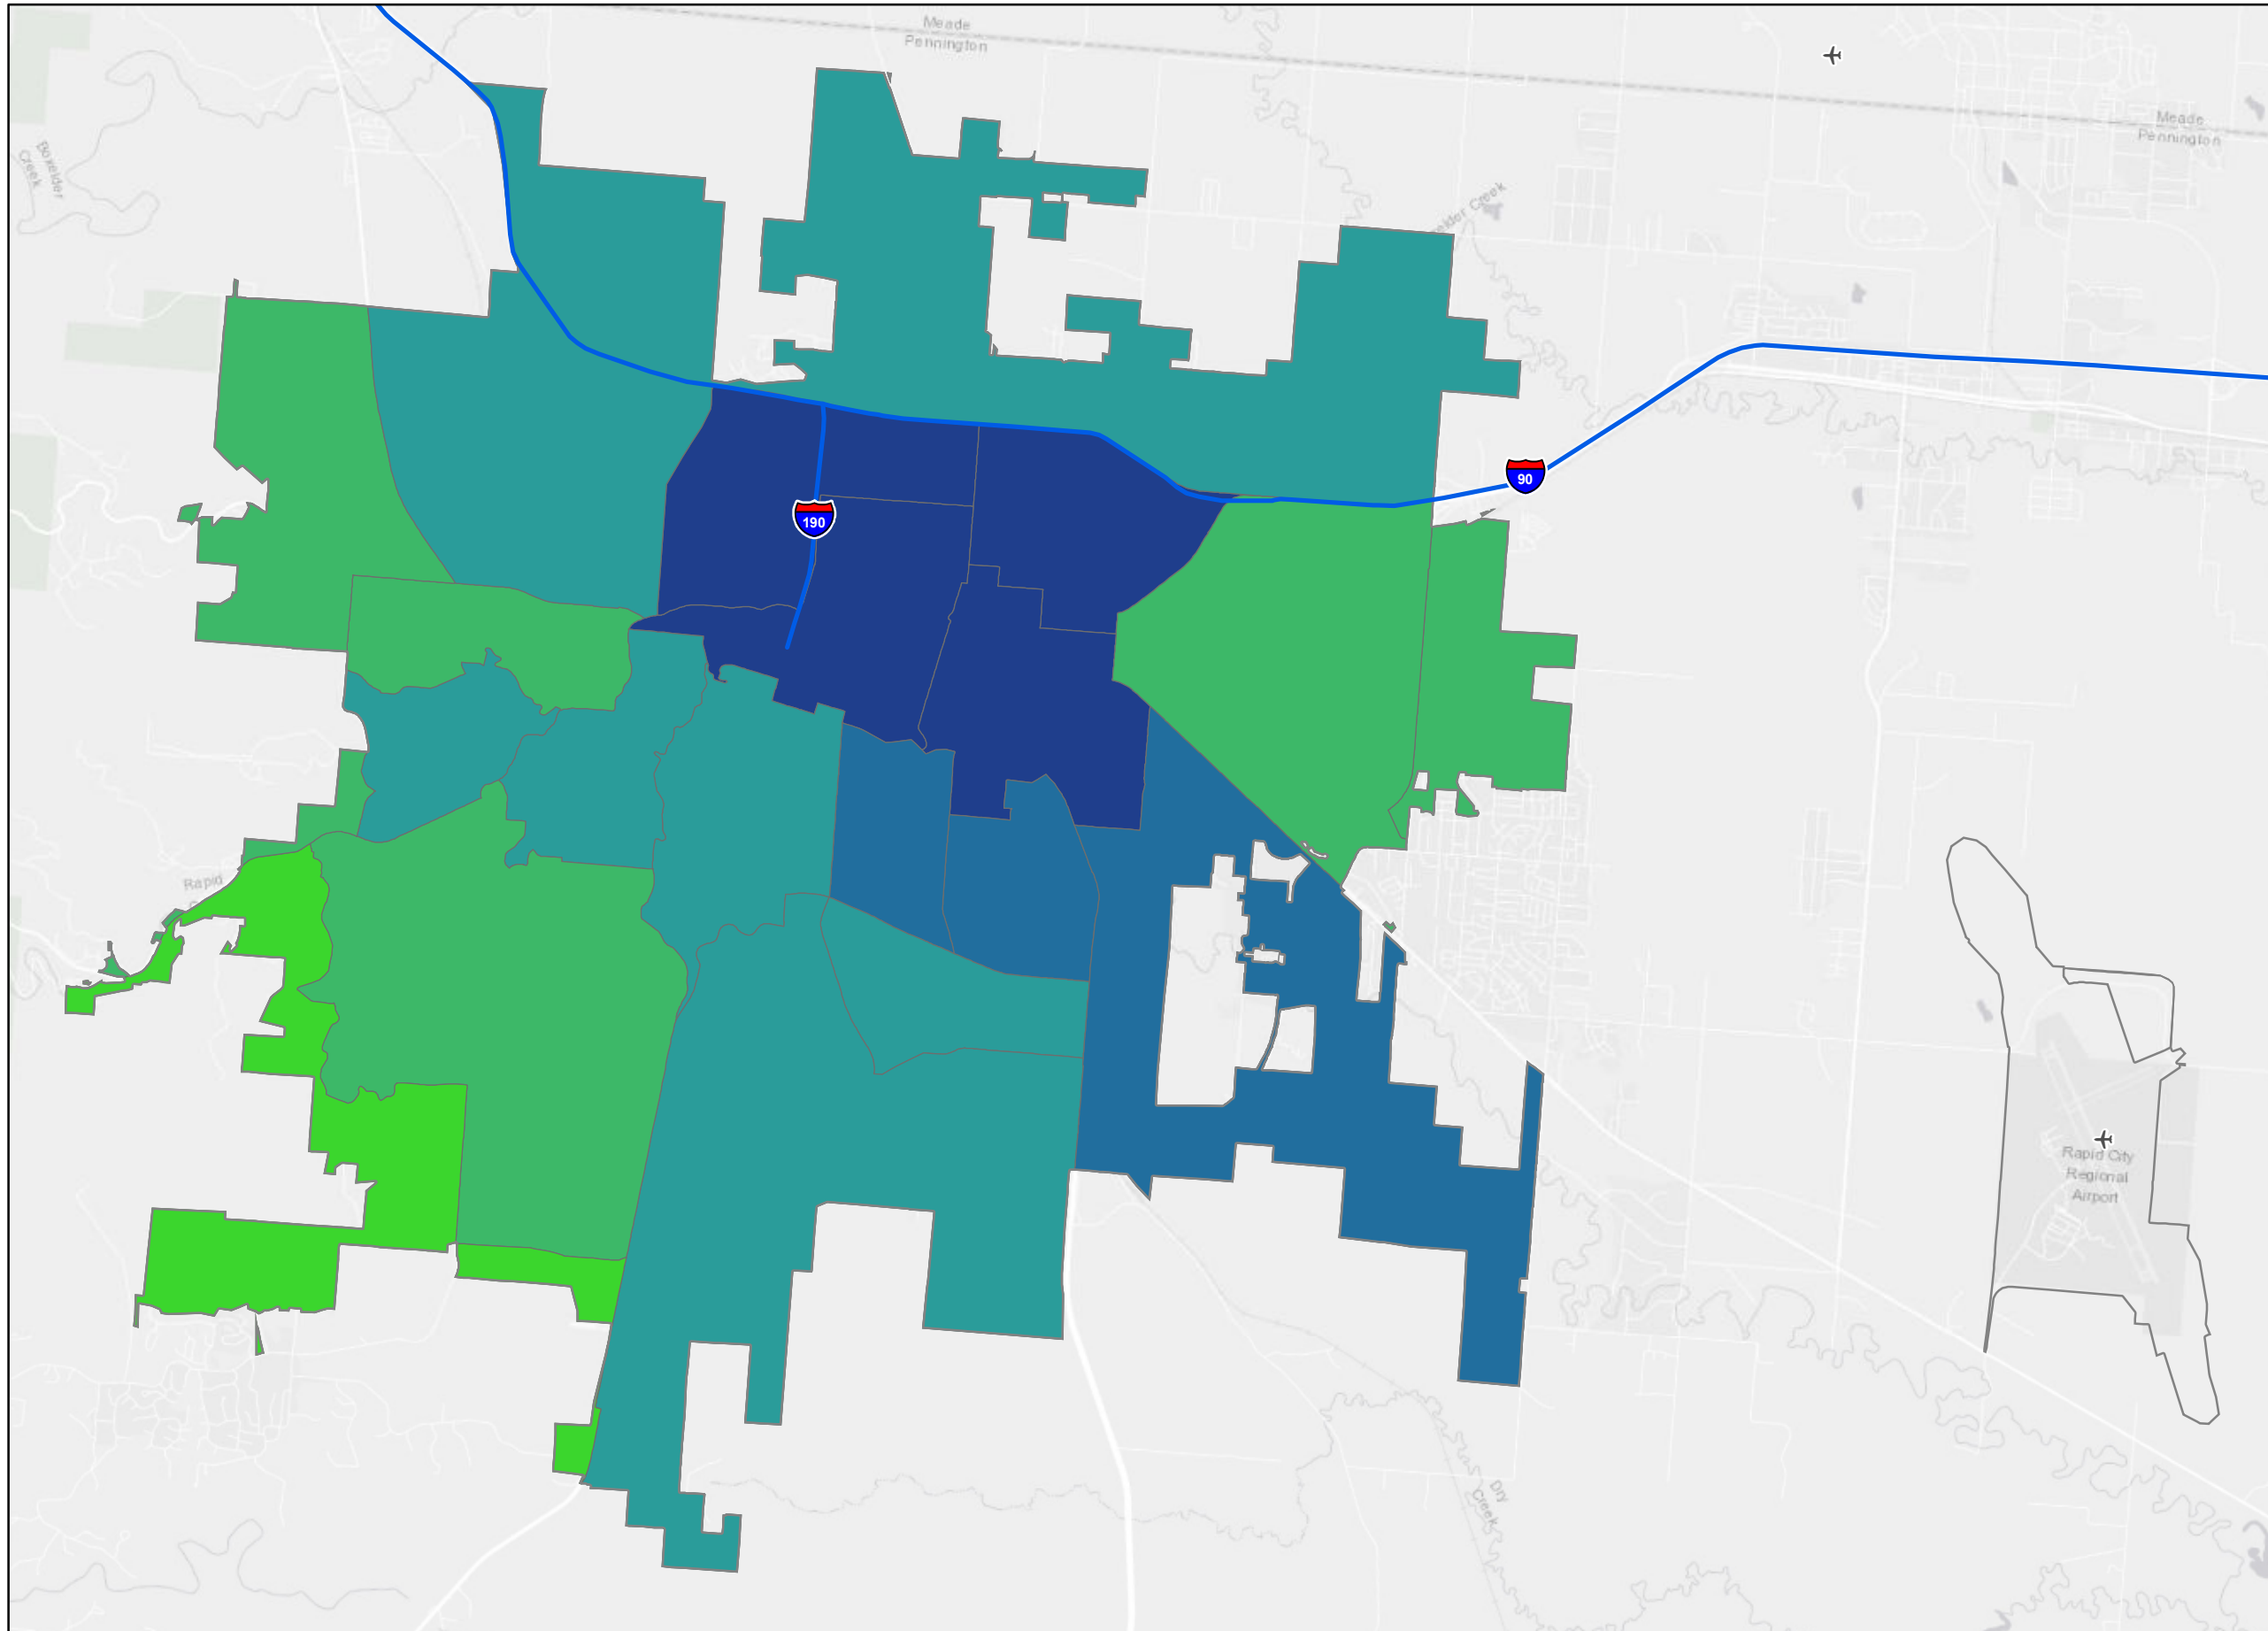 Meade
Pennington
Meade
Pennington
Boxelder
Creek
elder Creek
90
190
Rapid
Rapid City
Regional
Airport
Dry
Creek